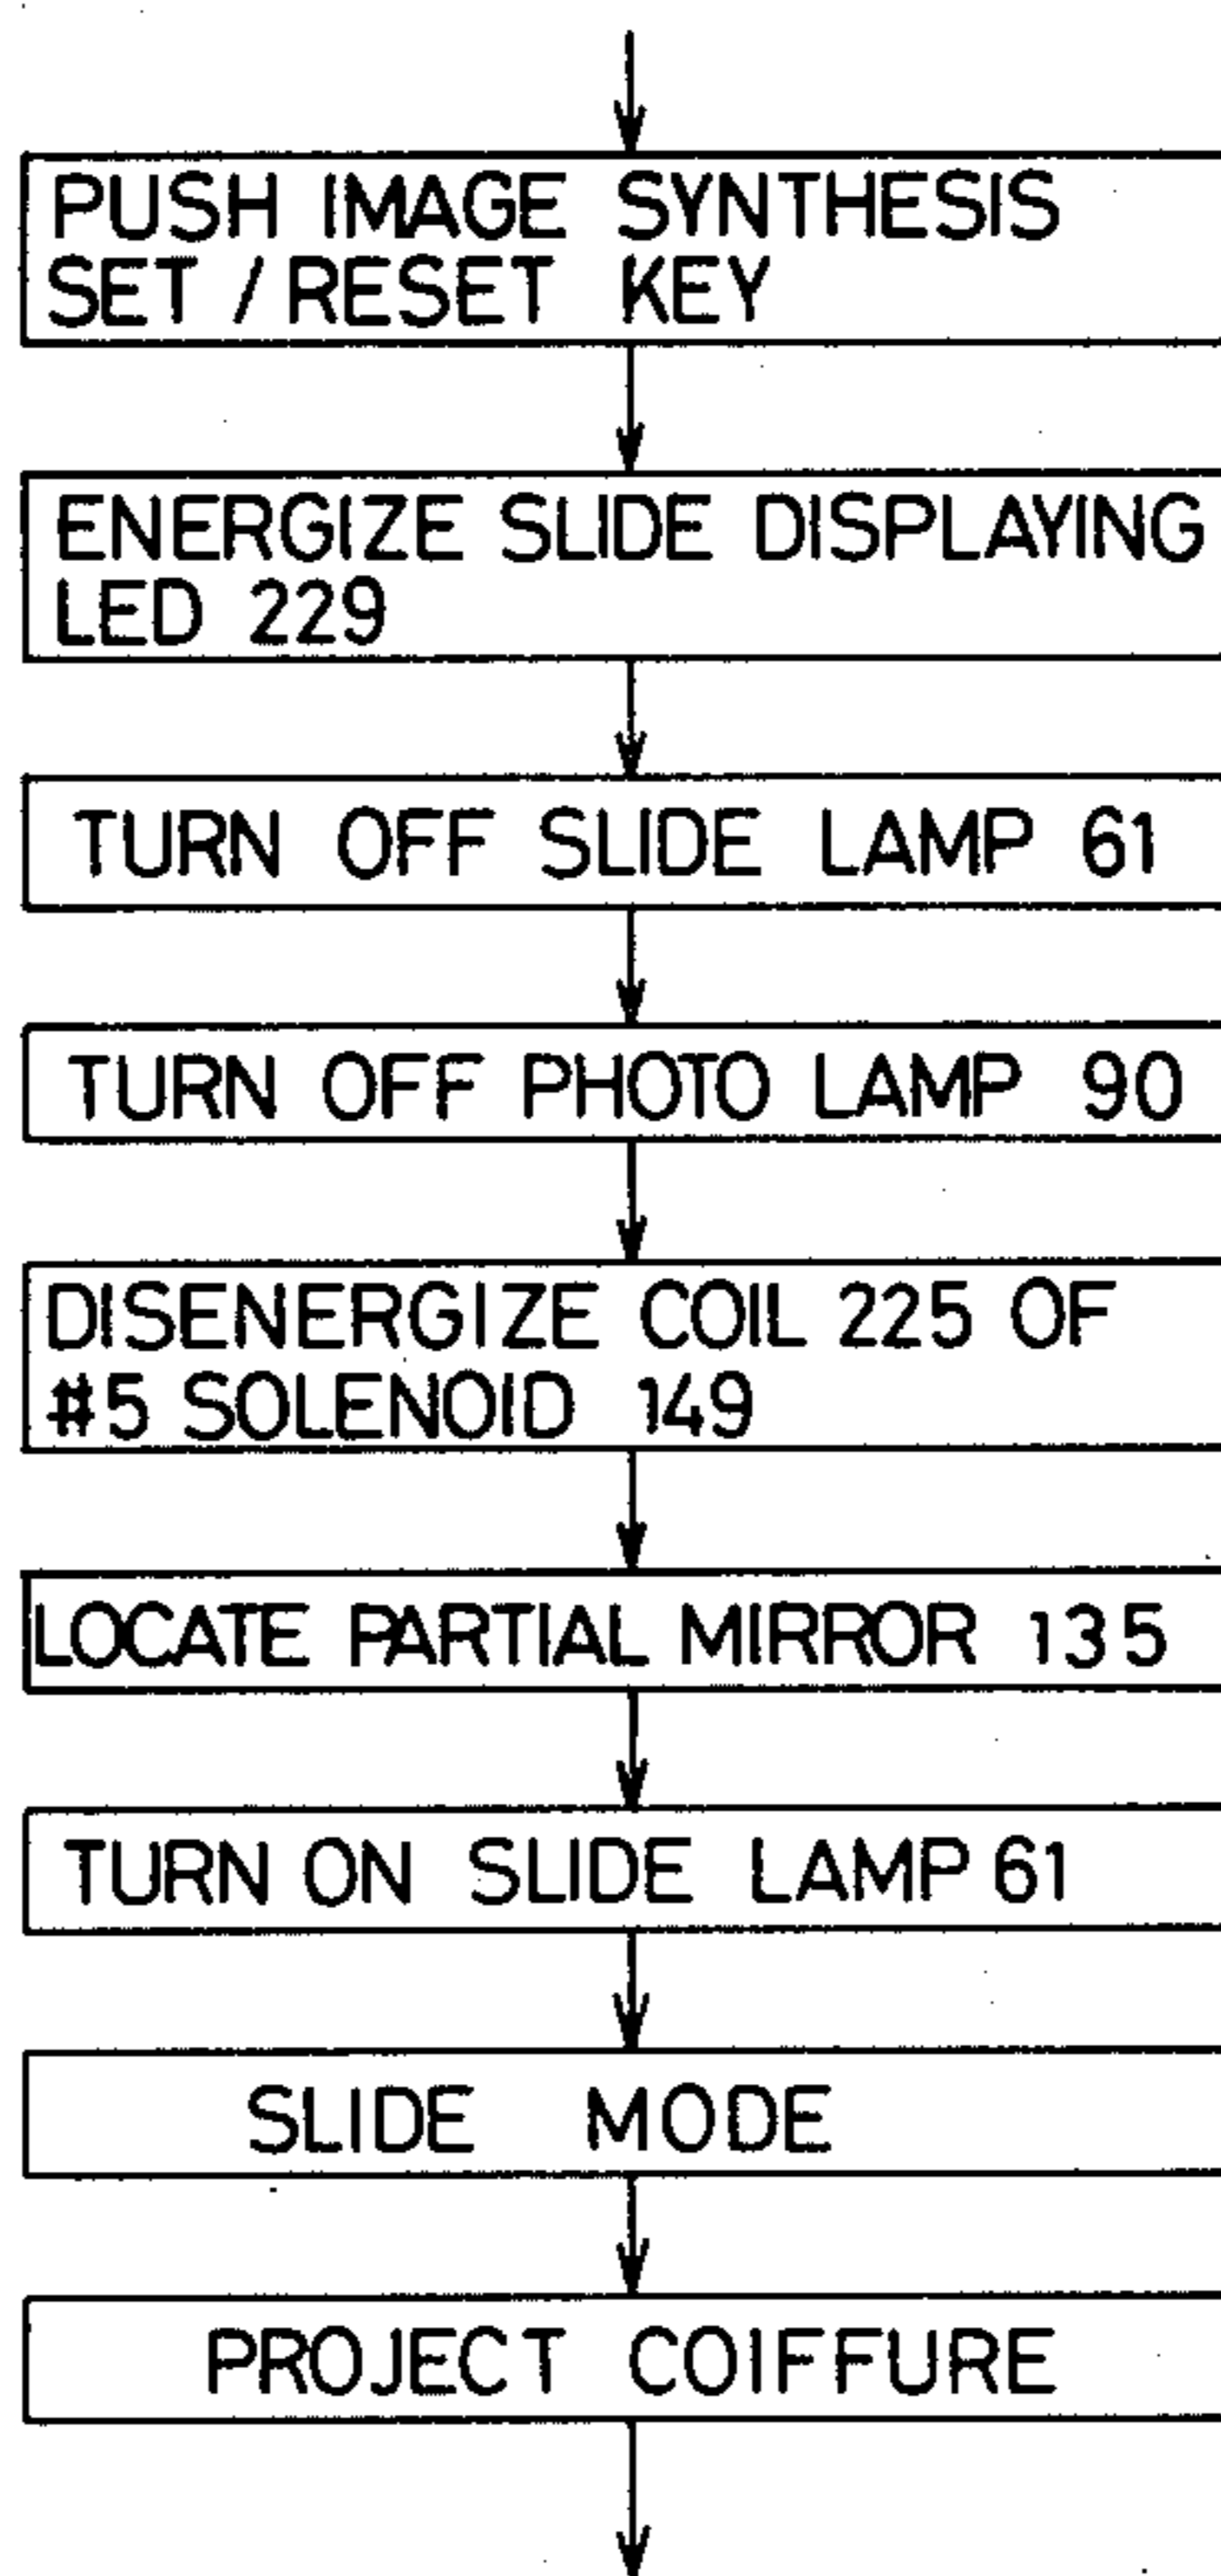 PUSH IMAGE SYNTHESIS
SET / RESET KEY
ENERGIZE SLIDE DISPLAYING
LED 229
TURN OFF SLIDE LAMP 61
TURN OFF PHOTO LAMP 90
DISENERGIZE COIL 225 OF
#5 SOLENOID 149
LOCATE PARTIAL MIRROR 135
TURN ON SLIDE LAMP 61
SLIDE MODE
PROJECT COIFFURE